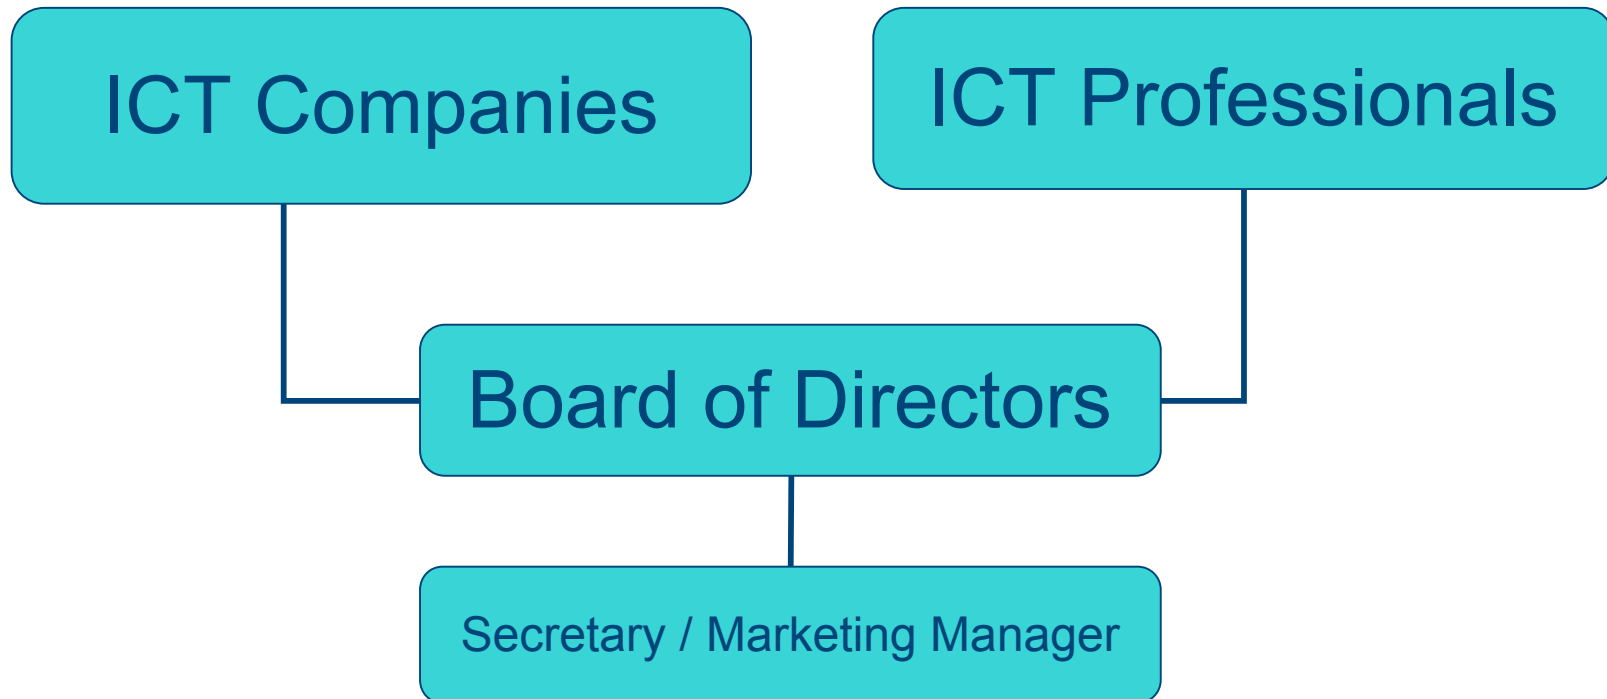 ICT Companies
ICT Professionals
Board of Directors
Secretary / Marketing Manager